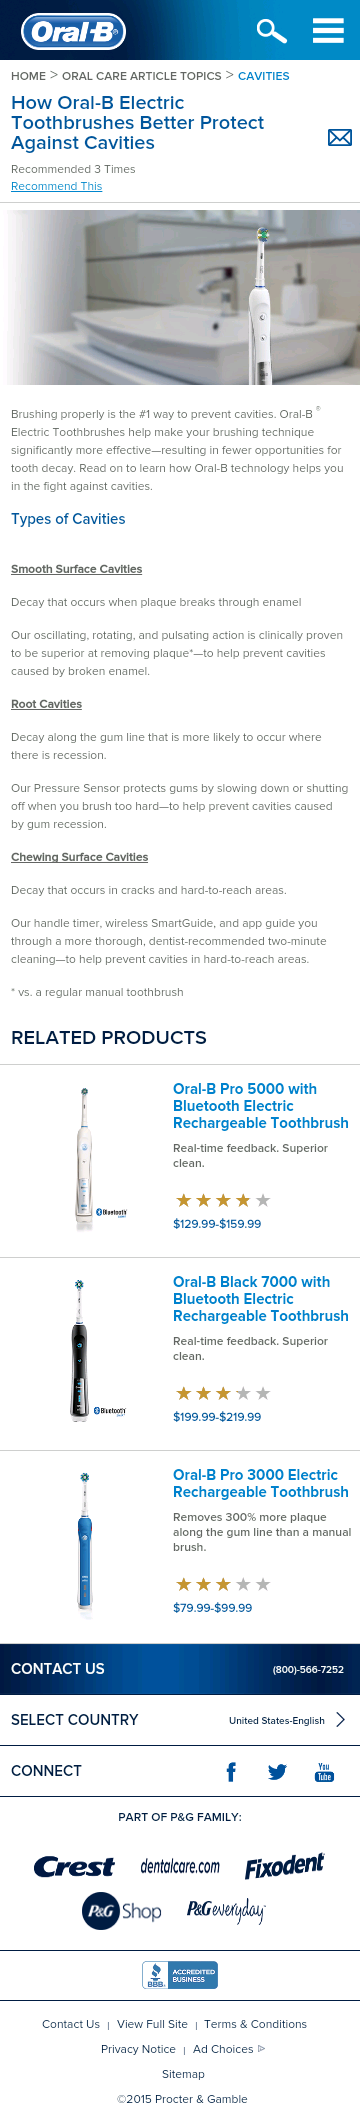 Oral-B
HOME > ORAL CARE ARTICLE TOPICS > CAVITIES
How Oral-B Electric
Toothbrushes Better Protect
Against Cavities
Recommended 3 Times
Recommend This
Brushing properly is the #1 way to prevent cavities. Oral-B ®
Electric Toothbrushes help make your brushing technique
significantly more effective—resulting in fewer opportunities for
tooth decay. Read on to learn how Oral-B technology helps you
in the fight against cavities.
Types of Cavities
Smooth Surface Cavities
Decay that occurs when plaque breaks through enamel
Our oscillating, rotating, and pulsating action is clinically proven
to be superior at removing plaque*—to help prevent cavities
caused by broken enamel.
Root Cavities
Decay along the gum line that is more likely to occur where
there is recession.
Our Pressure Sensor protects gums by slowing down or shutting
off when you brush too hard—to help prevent cavities caused
by gum recession.
Chewing Surface Cavities
Decay that occurs in cracks and hard-to-reach areas.
Our handle timer, wireless SmartGuide, and app guide you
through a more thorough, dentist-recommended two-minute
cleaning—to help prevent cavities in hard-to-reach areas.
* vs. a regular manual toothbrush
RELATED PRODUCTS
Oral-B Pro 5000 with
Bluetooth Electric
Rechargeable Toothbrush
Real-time feedback. Superior
clean.
Bluetooth
$129.99-$159.99
Oral-B Black 7000 with
Bluetooth Electric
Rechargeable Toothbrush
Real-time feedback. Superior
clean.
Bluetooth
$199.99-$219.99
Oral-B Pro 3000 Electric
Rechargeable Toothbrush
Removes 300% more plaque
along the gum line than a manual
brush.
$79.99-$99.99
CONTACT US (800)-566-7252
SELECT COUNTRY United States-English
CONNECT You Tube
PART OF P&G FAMILY:
Crest dentalcare.com Fixodent
P&G Shop P&G everyday
BBB. ACCREDITED BUSINESS
Contact Us | View Full Site | Terms & Conditions
Privacy Notice | Ad Choices
Sitemap
©2015 Procter & Gamble